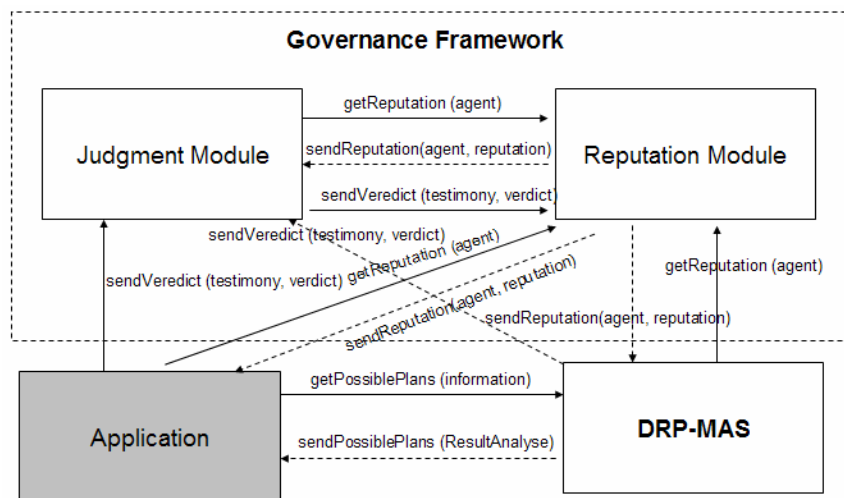 Governance Framework
getReputation (agent)
Judgment Module
sendReputation(agent, reputation)
Reputation Module
sendVeredict (testimony, verdict)
sendVeredict (testimony, verdict)
getReputation (agent)
sendVeredict (testimony, verdict)
getReputation (agent)
sendReputation(agent, reputation)
sendReputation(agent, reputation)
getPossiblePlans (information)
Application
DRP-MAS
sendPossiblePlans (ResultAnalyse)